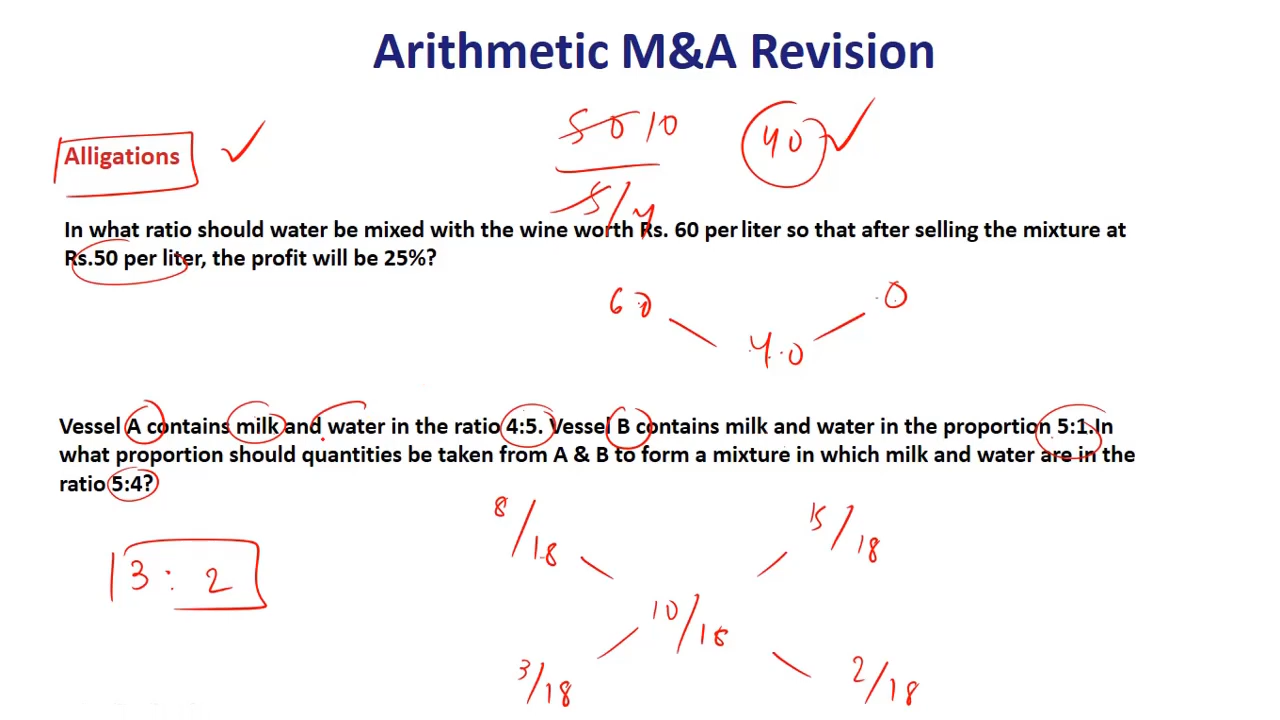 Arithmetic M&A Revision
50 10
40
Alligations
5/4
In what ratio should water be mixed with the wine worth Rs. 60 per liter so that after selling the mixture at
Rs.50 per liter, the profit will be 25%?
60
0
40
Vessel A contains milk and water in the ratio 4:5. Vessel B contains milk and water in the proportion 5:1.In
what proportion should quantities be taken from A & B to form a mixture in which milk and water are in the
ratio 5:4?
8/18
15/18
3 : 2
10/18
3/18
2/18